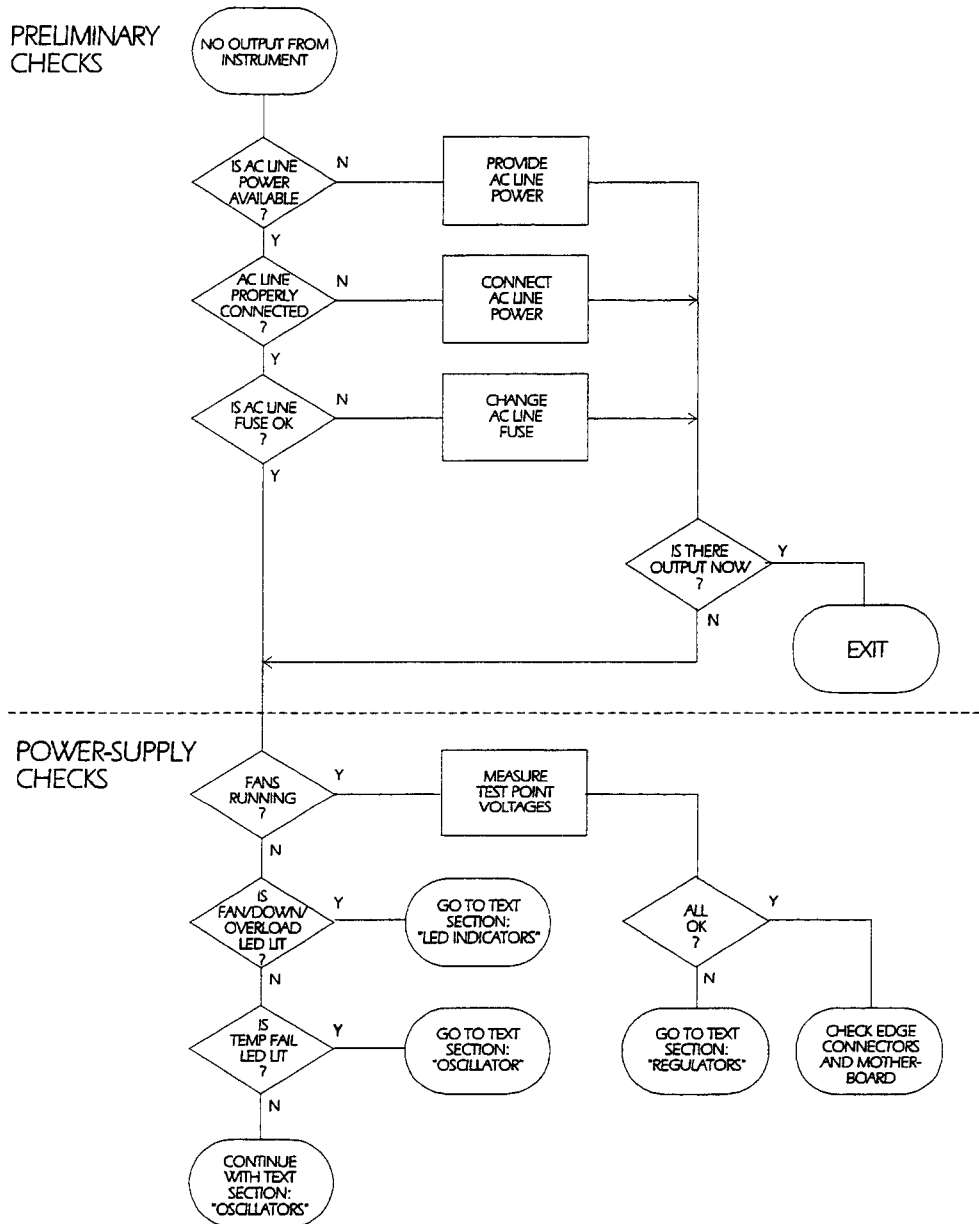 PRELIMINARY
CHECKS
NO OUTPUT FROM
INSTRUMENT
IS AC LINE
POWER
AVAILABLE
?
N
PROVIDE
AC LINE
POWER
Y
AC LINE
PROPERLY
CONNECTED
?
N
CONNECT
AC LINE
POWER
Y
IS AC LINE
FUSE OK
?
N
CHANGE
AC LINE
FUSE
Y
IS THERE
OUTPUT NOW
?
Y
N
EXIT
POWER-SUPPLY
CHECKS
FANS
RUNNING
?
Y
MEASURE
TEST POINT
VOLTAGES
N
IS
FAN/DOWN/
OVERLOAD
LED LIT
?
Y
GO TO TEXT
SECTION:
"LED INDICATORS"
ALL
OK
?
Y
N
N
IS
TEMP FAIL
LED LIT
?
Y
GO TO TEXT
SECTION:
"OSCILLATOR"
GO TO TEXT
SECTION:
"REGULATORS"
CHECK EDGE
CONNECTORS
AND MOTHER-
BOARD
N
CONTINUE
WITH TEXT
SECTION:
"OSCILLATORS"